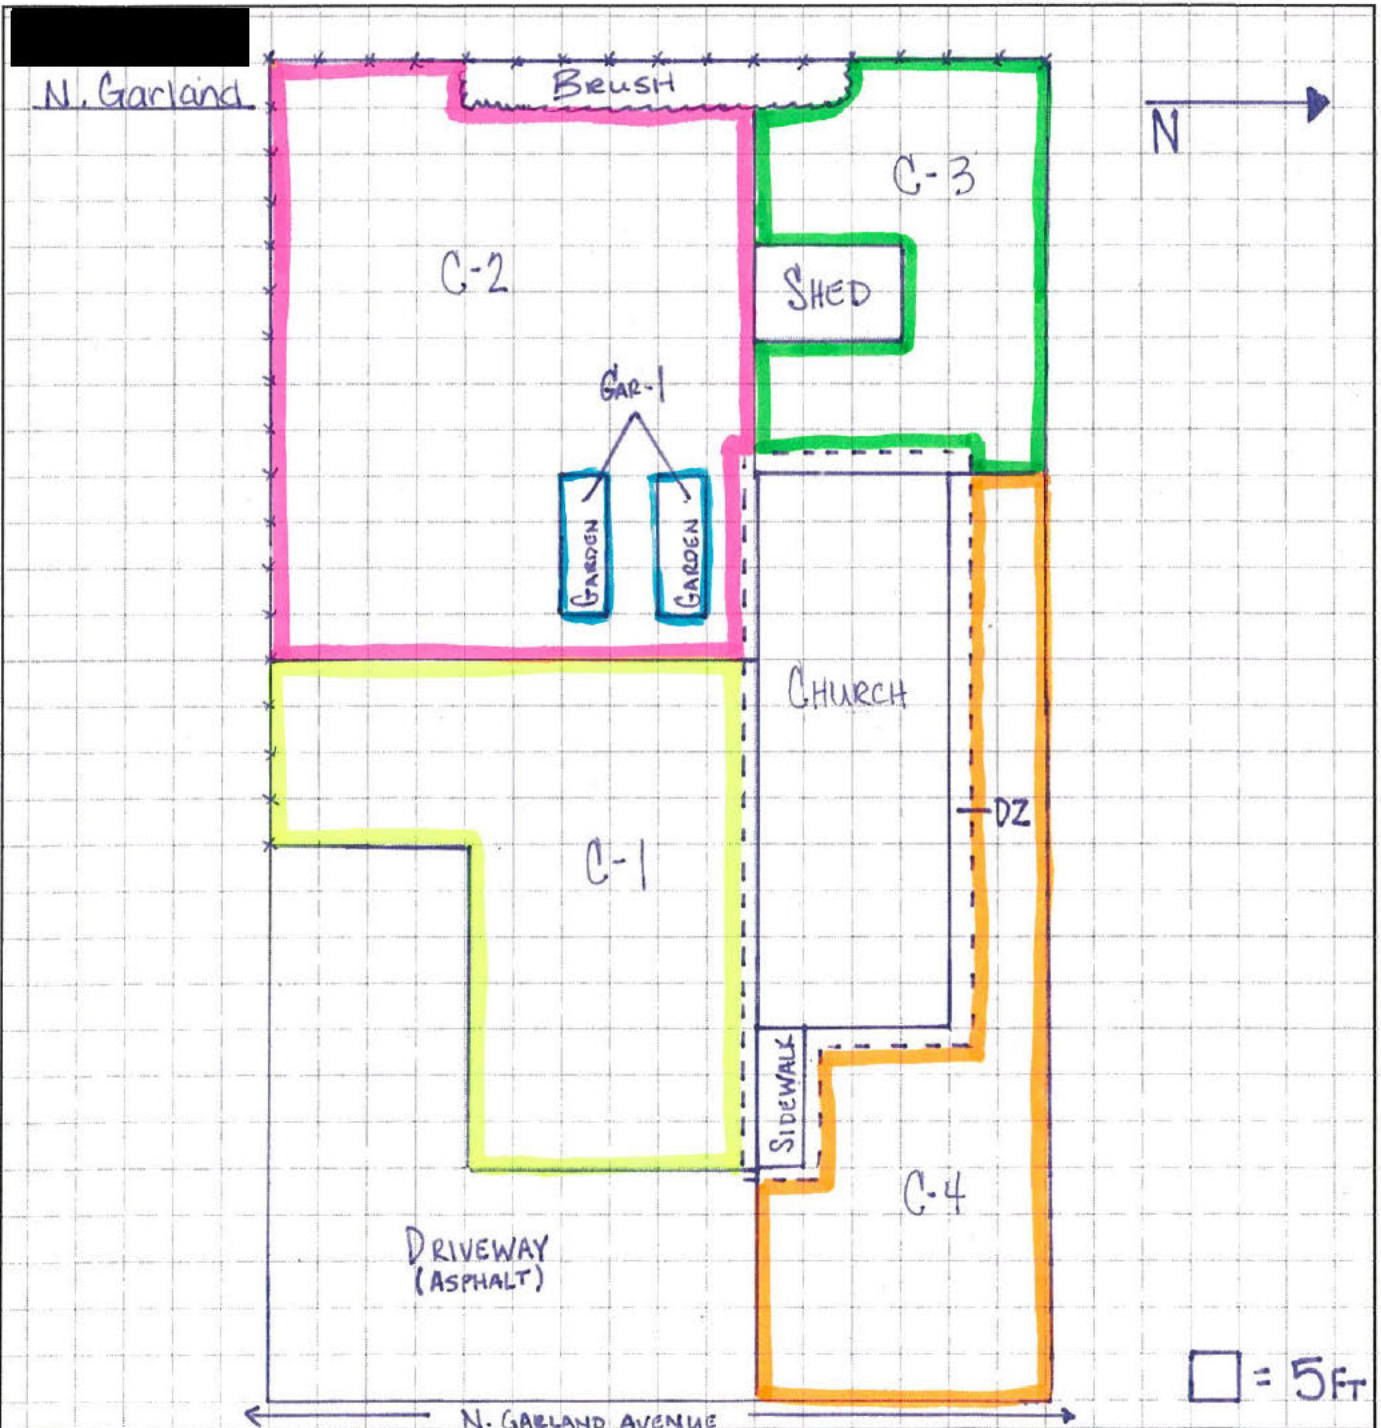 N. Garland
BRUSH
N
C-3
C-2
SHED
GAR-1
GARDEN
GARDEN
CHURCH
DZ
C-1
SIDEWALK
C-4
DRIVEWAY
(ASPHALT)
= 5FT
N. GARLAND AVENUE